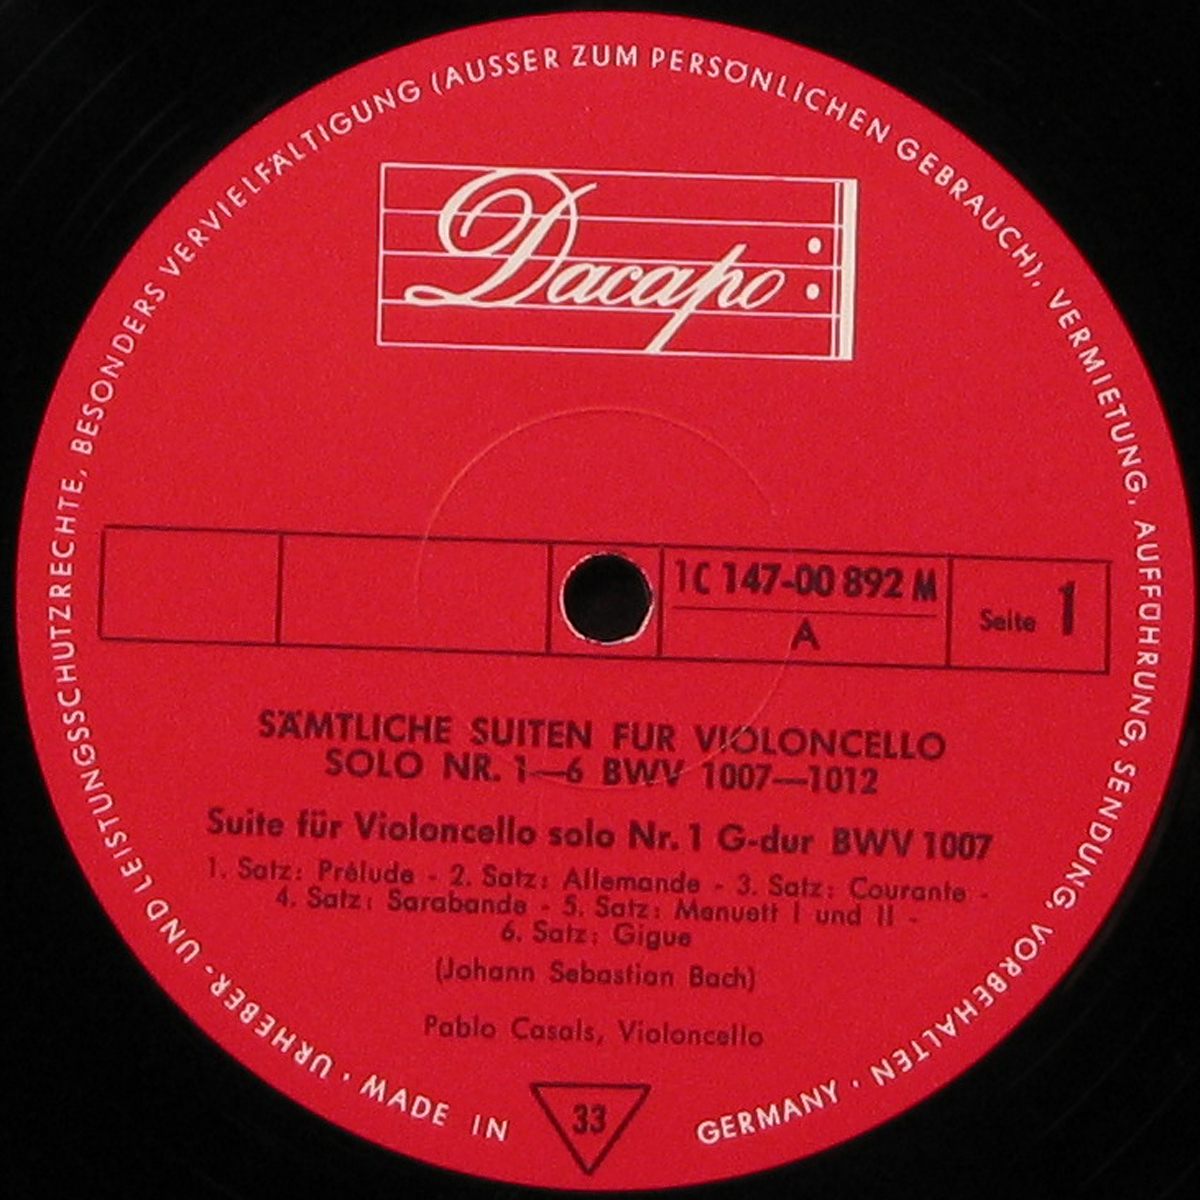 URHEBER- UND LEISTUNGSSCHUTZRECHTE, BESONDERS VERVIELFÄLTIGUNG (AUSSER ZUM PERSÖNLICHEN GEBRAUCH), VERMIETUNG, AUFFÜHRUNG, SENDUNG, VORBEHALTEN ·
Dacapo
1C 147-00 892 M
A
Seite 1
SÄMTLICHE SUITEN FUR VIOLONCELLO
SOLO NR. 1—6 BWV 1007—1012
Suite für Violoncello solo Nr. 1 G-dur BWV 1007
1. Satz: Prélude - 2. Satz: Allemande - 3. Satz: Courante -
4. Satz: Sarabande - 5. Satz: Menuett I und II -
6. Satz: Gigue
(Johann Sebastian Bach)
Pablo Casals, Violoncello
33
MADE IN GERMANY ·